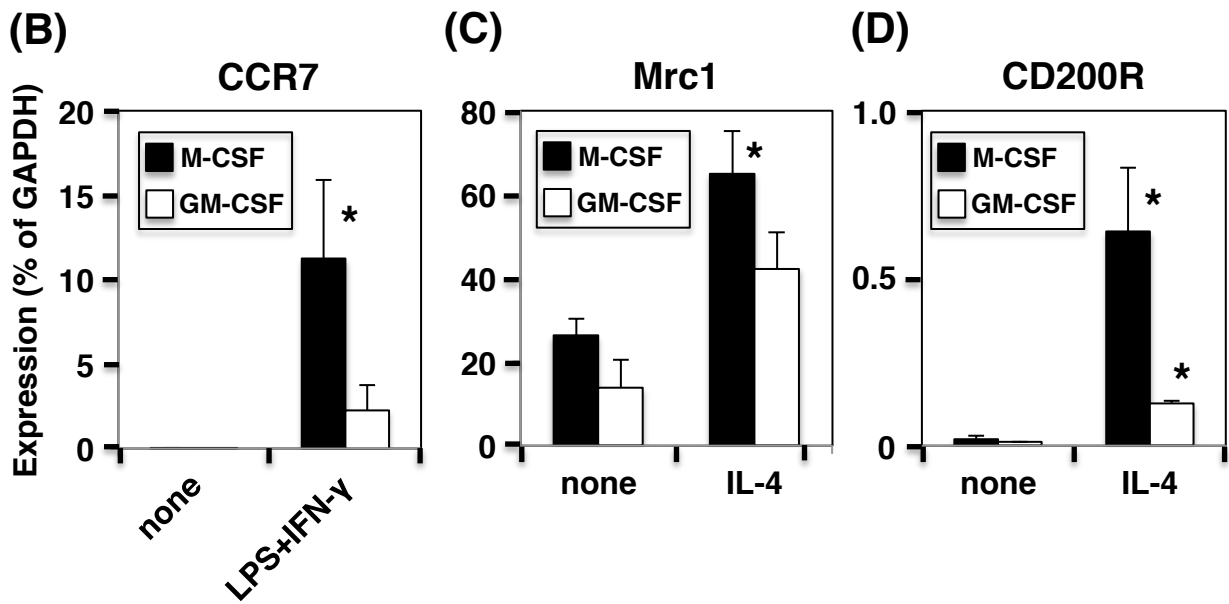 (B)
CCR7
Expression (% of GAPDH)
20
15
10
5
0
M-CSF
GM-CSF
*
none
LPS+IFN-γ
(C)
Mrc1
80
60
40
20
0
M-CSF
GM-CSF
*
none
IL-4
(D)
CD200R
1.0
0.5
0
M-CSF
GM-CSF
*
*
none
IL-4